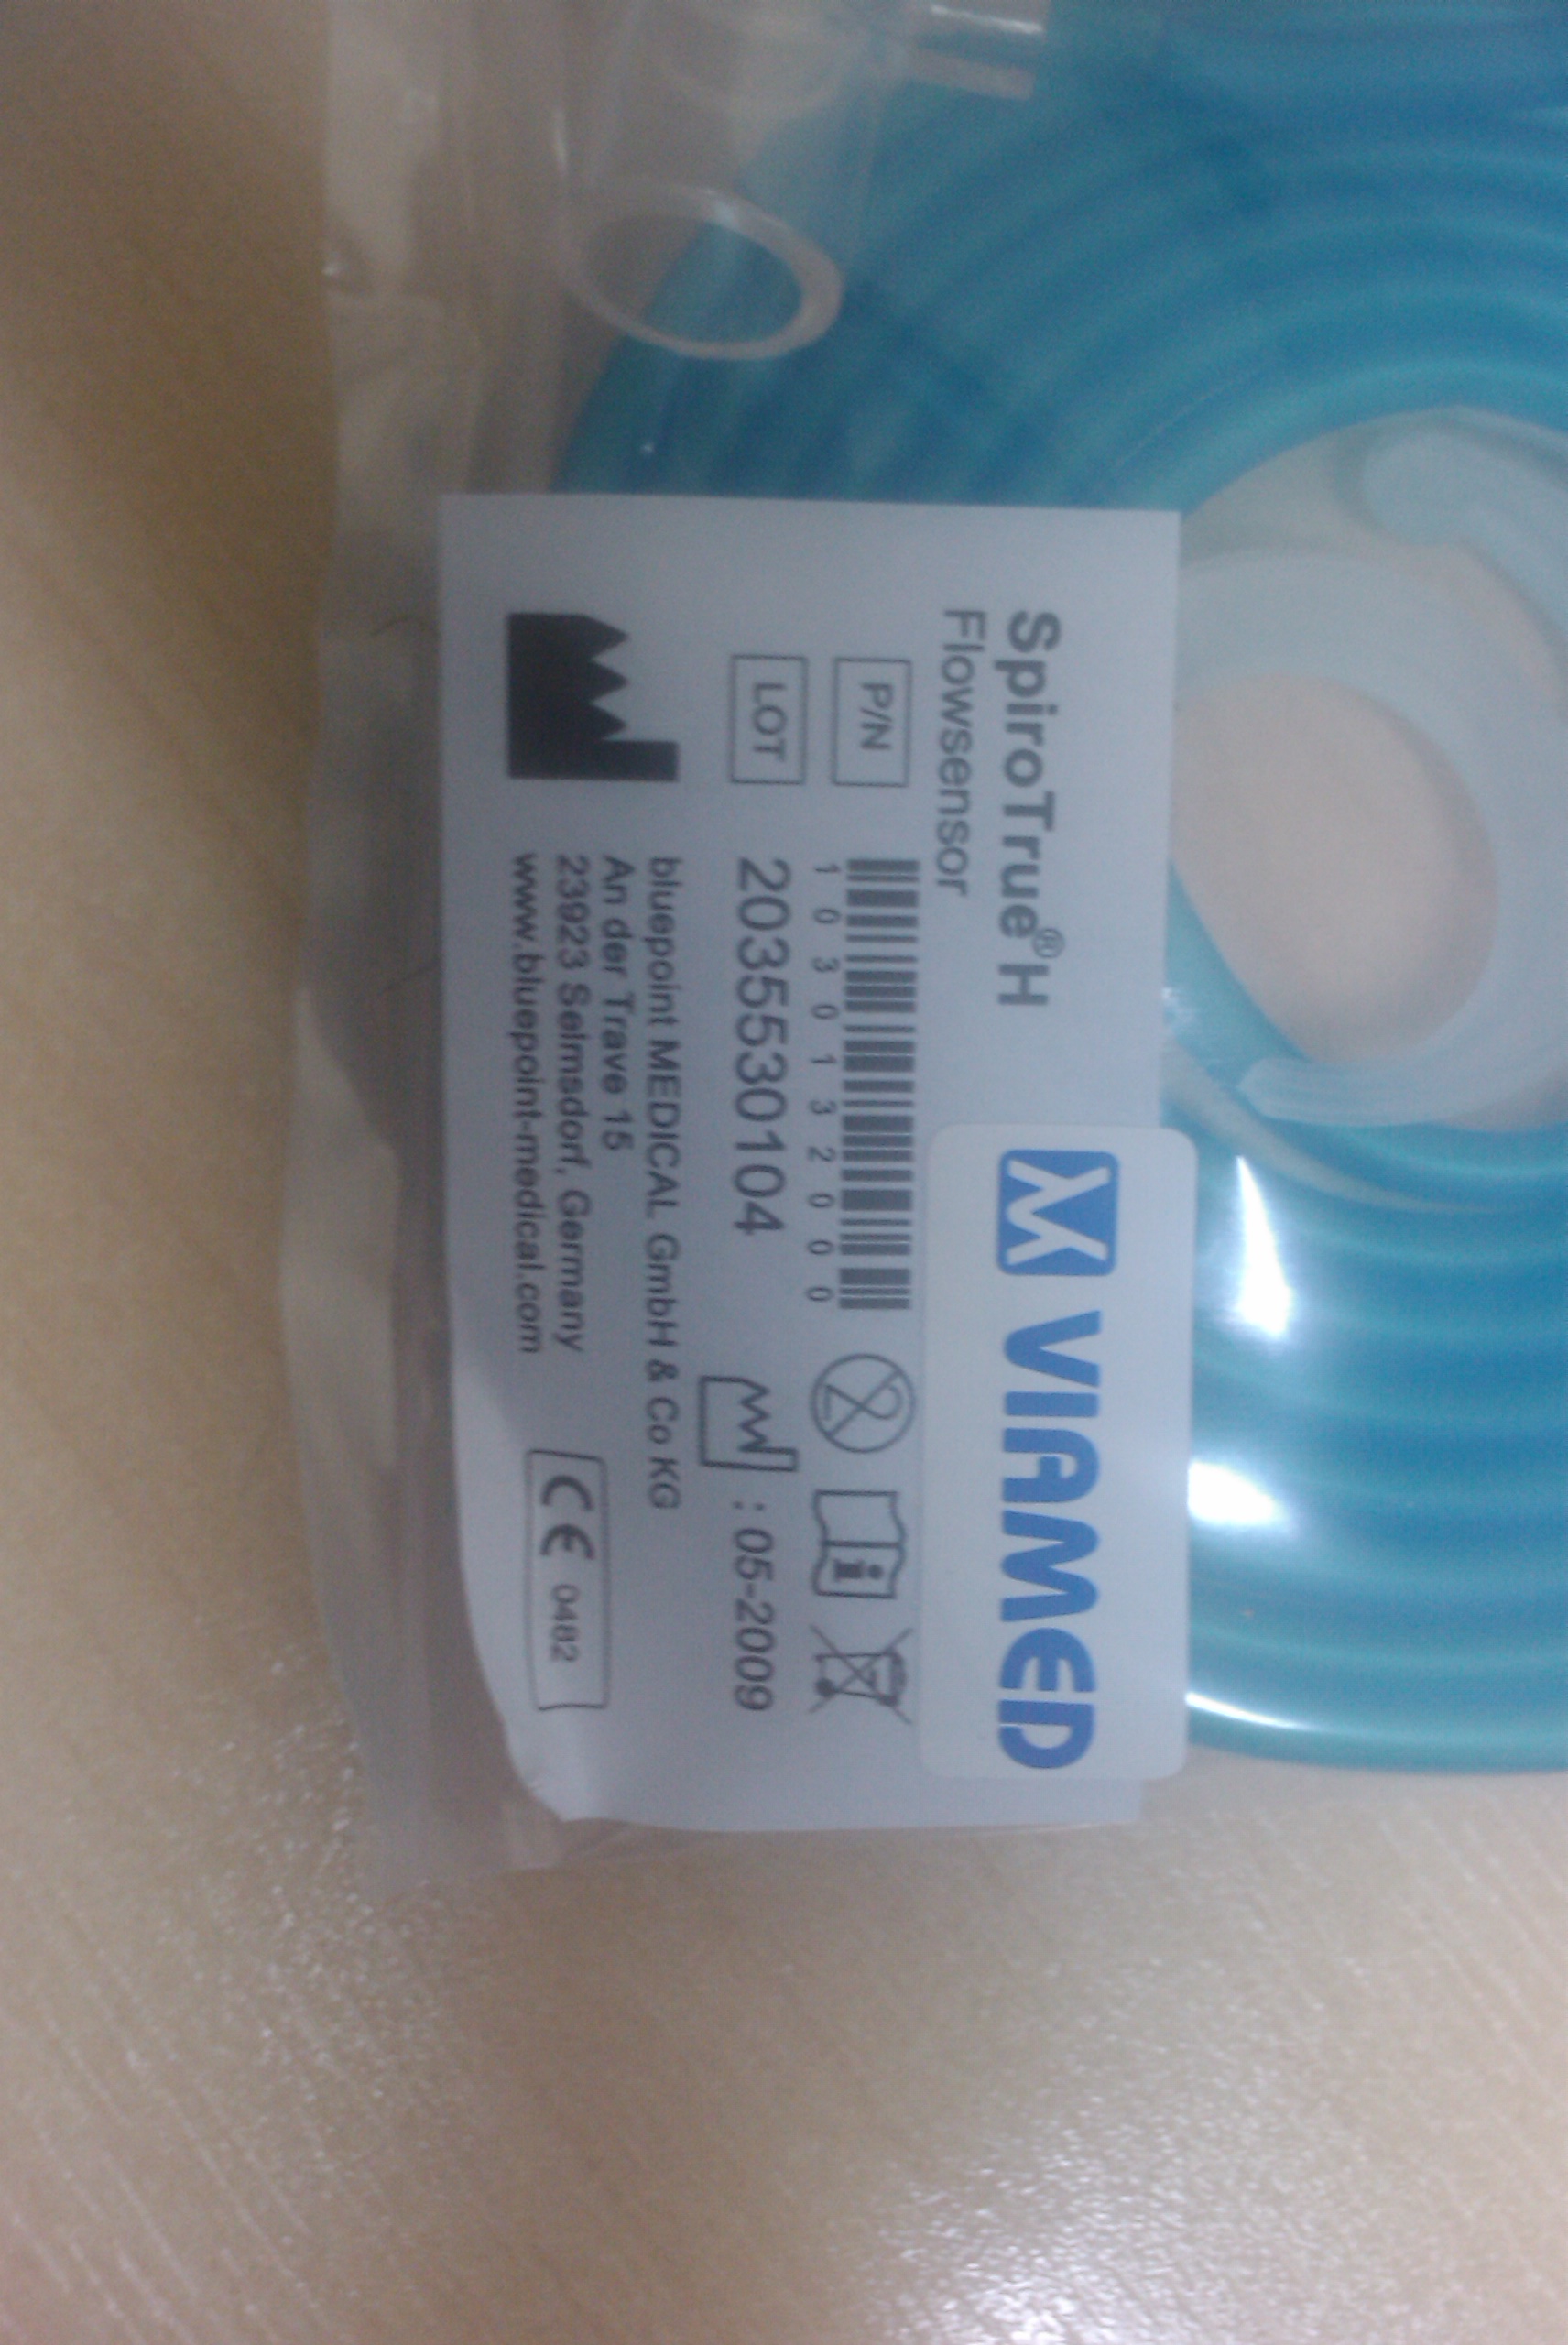 SpiroTrue® H
Flowsensor
VIAMED
P/N
1 0 3 0 1 3 2 0 0 0
LOT
2035530104
: 05-2009
bluepoint MEDICAL GmbH & Co KG
An der Trave 15
23923 Selmsdorf, Germany
www.bluepoint-medical.com
CE 0482